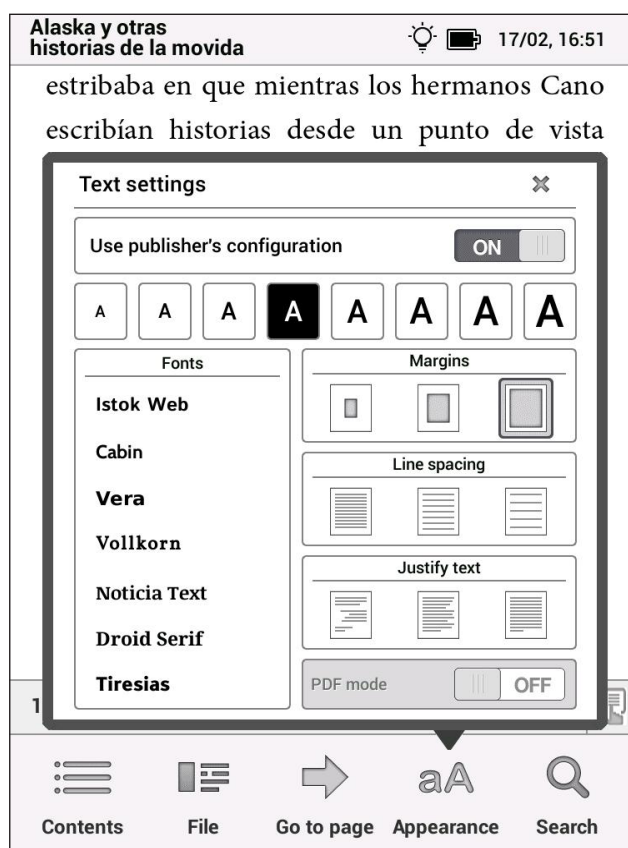 Alaska y otras
historias de la movida
17/02, 16:51
estribaba en que mientras los hermanos Cano
escribían historias desde un punto de vista
Text settings
Use publisher's configuration
ON
A A A A A A A A
Fonts
Istok Web
Cabin
Vera
Vollkorn
Noticia Text
Droid Serif
Tiresias
Margins
Line spacing
Justify text
PDF mode
OFF
1
aA
Contents
File
Go to page
Appearance
Search